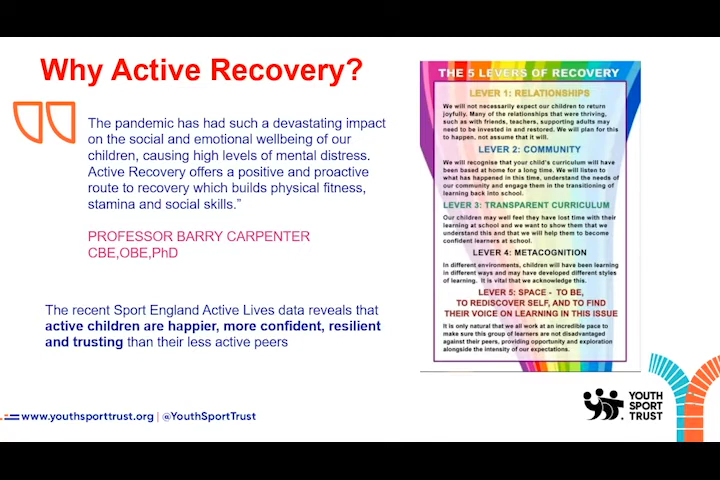 Why Active Recovery?
The pandemic has had such a devastating impact
on the social and emotional wellbeing of our
children, causing high levels of mental distress.
Active Recovery offers a positive and proactive
route to recovery which builds physical fitness,
stamina and social skills.”
PROFESSOR BARRY CARPENTER
CBE,OBE,PhD
The recent Sport England Active Lives data reveals that
active children are happier, more confident, resilient
and trusting than their less active peers
THE 5 LEVERS OF RECOVERY
LEVER 1: RELATIONSHIPS
We will not necessarily expect our children to return
joyfully. Many of the relationships that were thriving,
such as with friends, teachers, supporting adults may
need to be invested in and restored. We will plan for this
to happen, not assume that it will.
LEVER 2: COMMUNITY
We will recognise that your child's curriculum will have
been based at home for a long time. We will listen to
what has happened in this time, understand the needs of
our community and engage them in the transitioning of
learning back into school.
LEVER 3: TRANSPARENT CURRICULUM
Our children may well feel they have lost time with their
learning at school and we want to show them that we
understand this and that we will help them to become
confident learners at school.
LEVER 4: METACOGNITION
In different environments, children will have been learning
in different ways and may have developed different styles
of learning. It is vital that we acknowledge this.
LEVER 5: SPACE - TO BE,
TO REDISCOVER SELF, AND TO FIND
THEIR VOICE ON LEARNING IN THIS ISSUE
It is only natural that we all work at an incredible pace to
make sure this group of learners are not disadvantaged
against their peers, providing opportunity and exploration
alongside the intensity of our expectations.
www.youthsporttrust.org | @YouthSportTrust
YOUTH
SPORT
TRUST